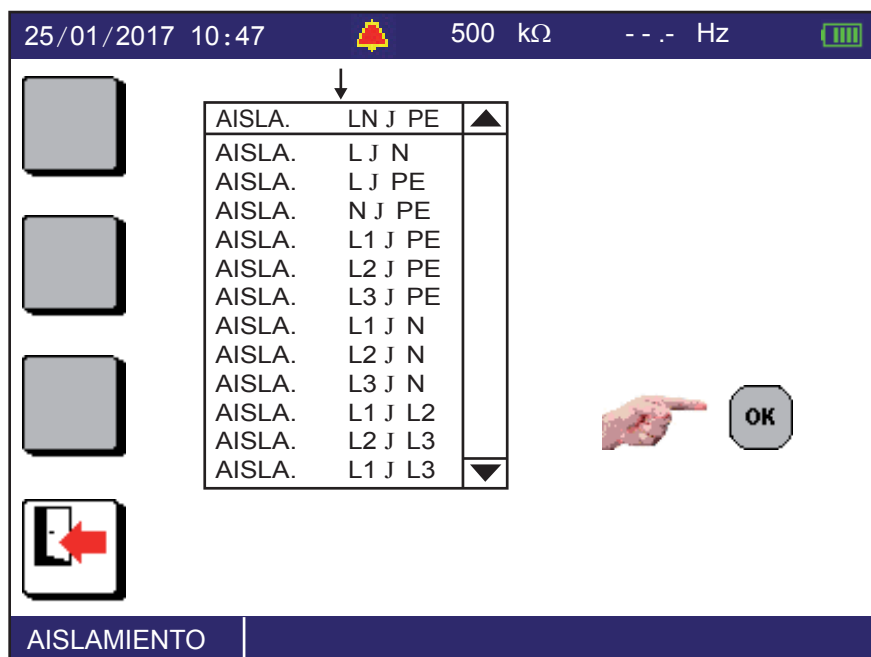 25/01/2017 10:47 500 kΩ - - .- Hz
AISLA. LN J PE
AISLA. L J N
AISLA. L J PE
AISLA. N J PE
AISLA. L1 J PE
AISLA. L2 J PE
AISLA. L3 J PE
AISLA. L1 J N
AISLA. L2 J N
AISLA. L3 J N
AISLA. L1 J L2
AISLA. L2 J L3
AISLA. L1 J L3
OK
AISLAMIENTO